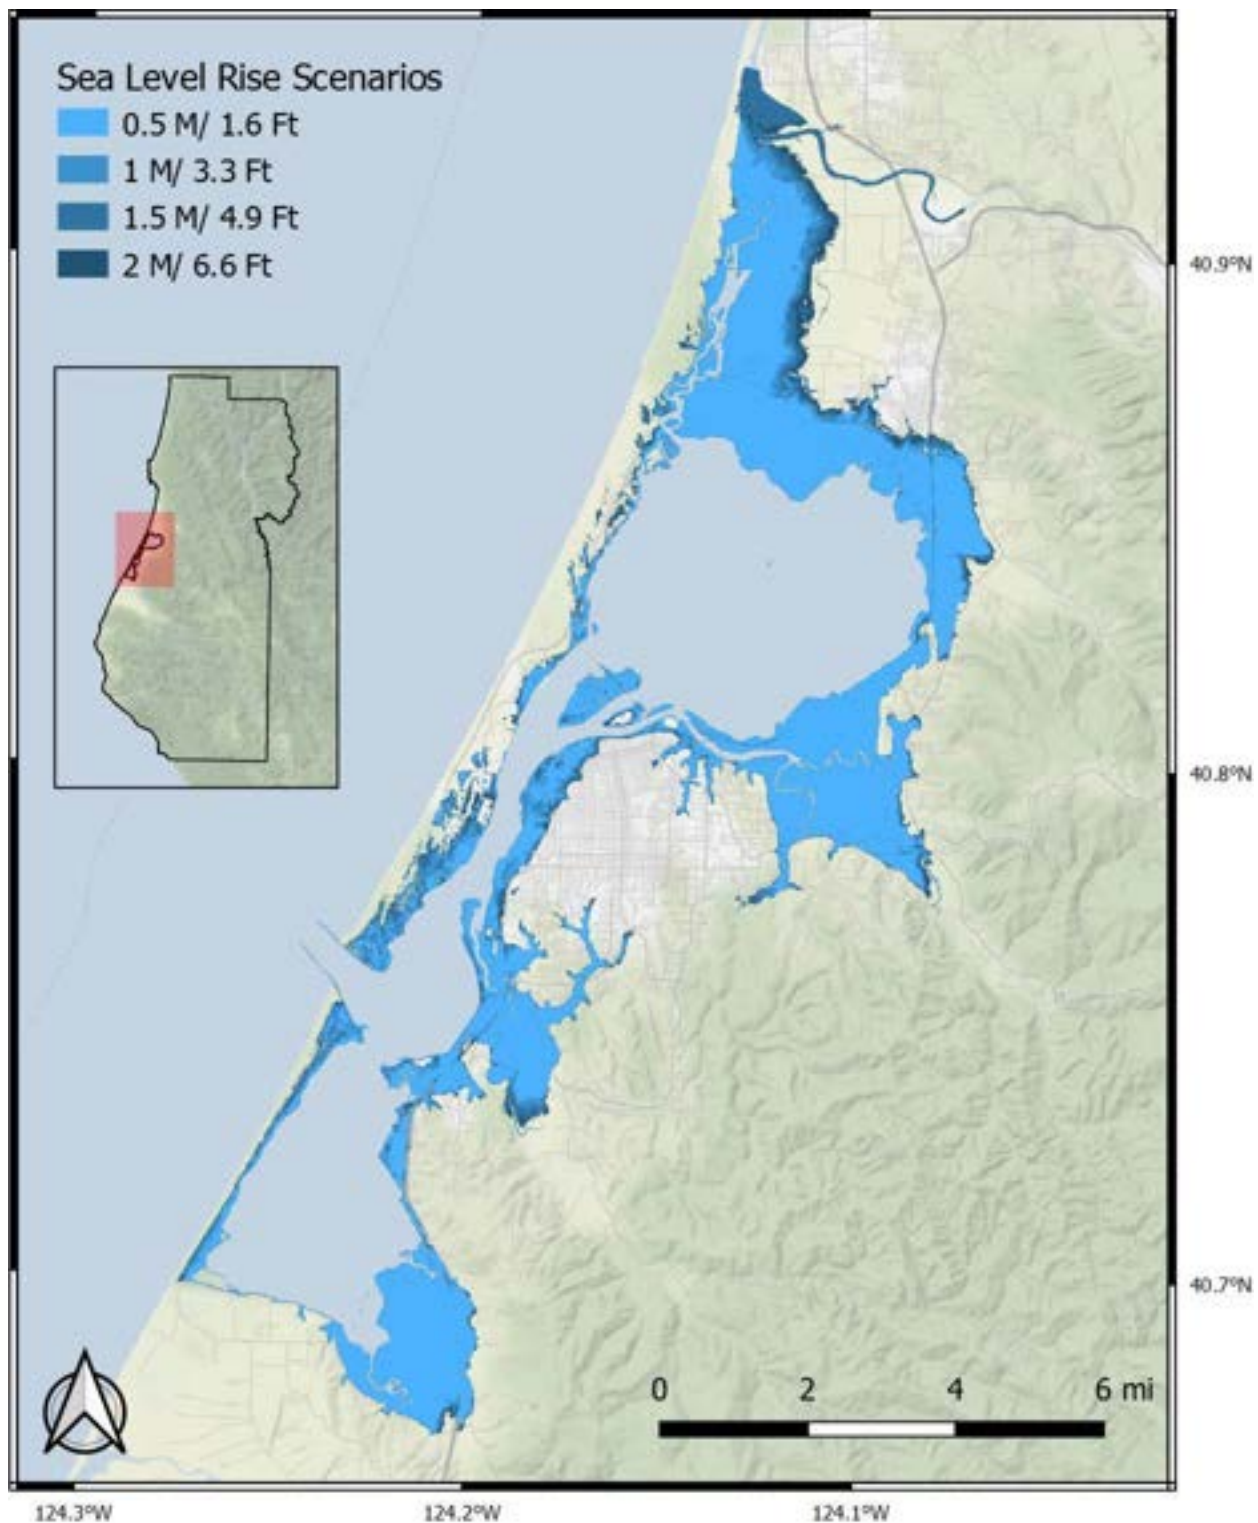 Sea Level Rise Scenarios
0.5 M/ 1.6 Ft
1 M/ 3.3 Ft
1.5 M/ 4.9 Ft
2 M/ 6.6 Ft
40.9°N
40.8°N
40.7°N
0 2 4 6 mi
124.3°W 124.2°W 124.1°W